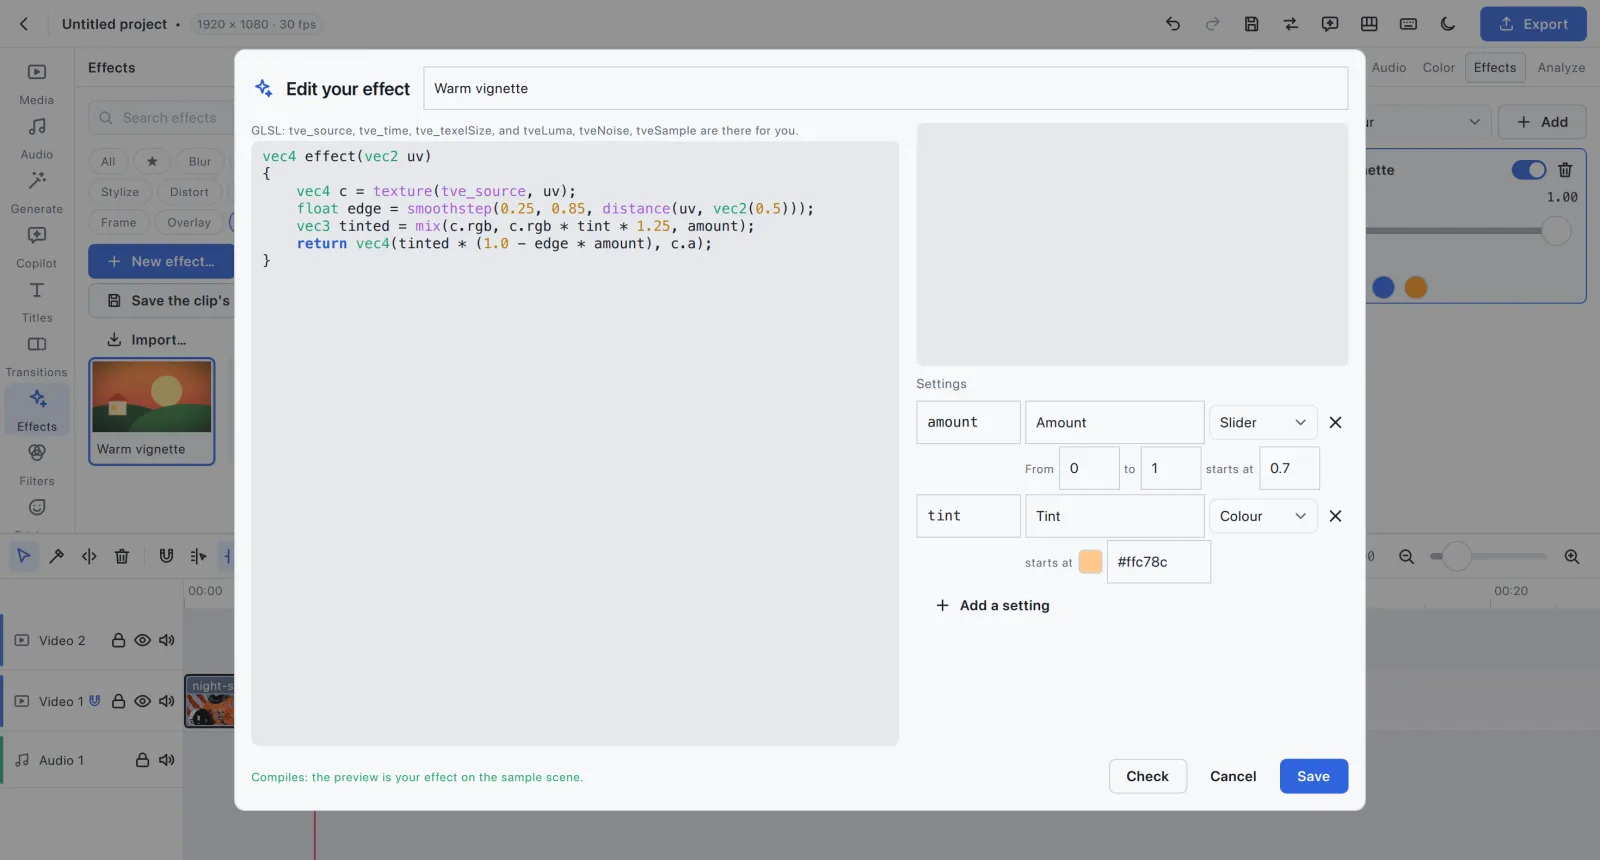 Untitled project • 1920 × 1080 · 30 fps
Export
Effects
Audio Color Effects Analyze
Media
Audio
Generate
Copilot
Titles
Transitions
Effects
Filters
Search effects
All ★ Blur
Stylize Distort
Frame Overlay
+ New effect…
Save the clip's
Import…
Warm vignette
Edit your effect
Warm vignette
GLSL: tve_source, tve_time, tve_texelSize, and tveLuma, tveNoise, tveSample are there for you.
vec4 effect(vec2 uv)
{
    vec4 c = texture(tve_source, uv);
    float edge = smoothstep(0.25, 0.85, distance(uv, vec2(0.5)));
    vec3 tinted = mix(c.rgb, c.rgb * tint * 1.25, amount);
    return vec4(tinted * (1.0 - edge * amount), c.a);
}
Settings
amount Amount Slider
From 0 to 1 starts at 0.7
tint Tint Colour
starts at #ffc78c
+ Add a setting
Compiles: the preview is your effect on the sample scene.
Check Cancel Save
+ Add
ette
1.00
00:00
00:20
Video 2
Video 1
night-s
Audio 1